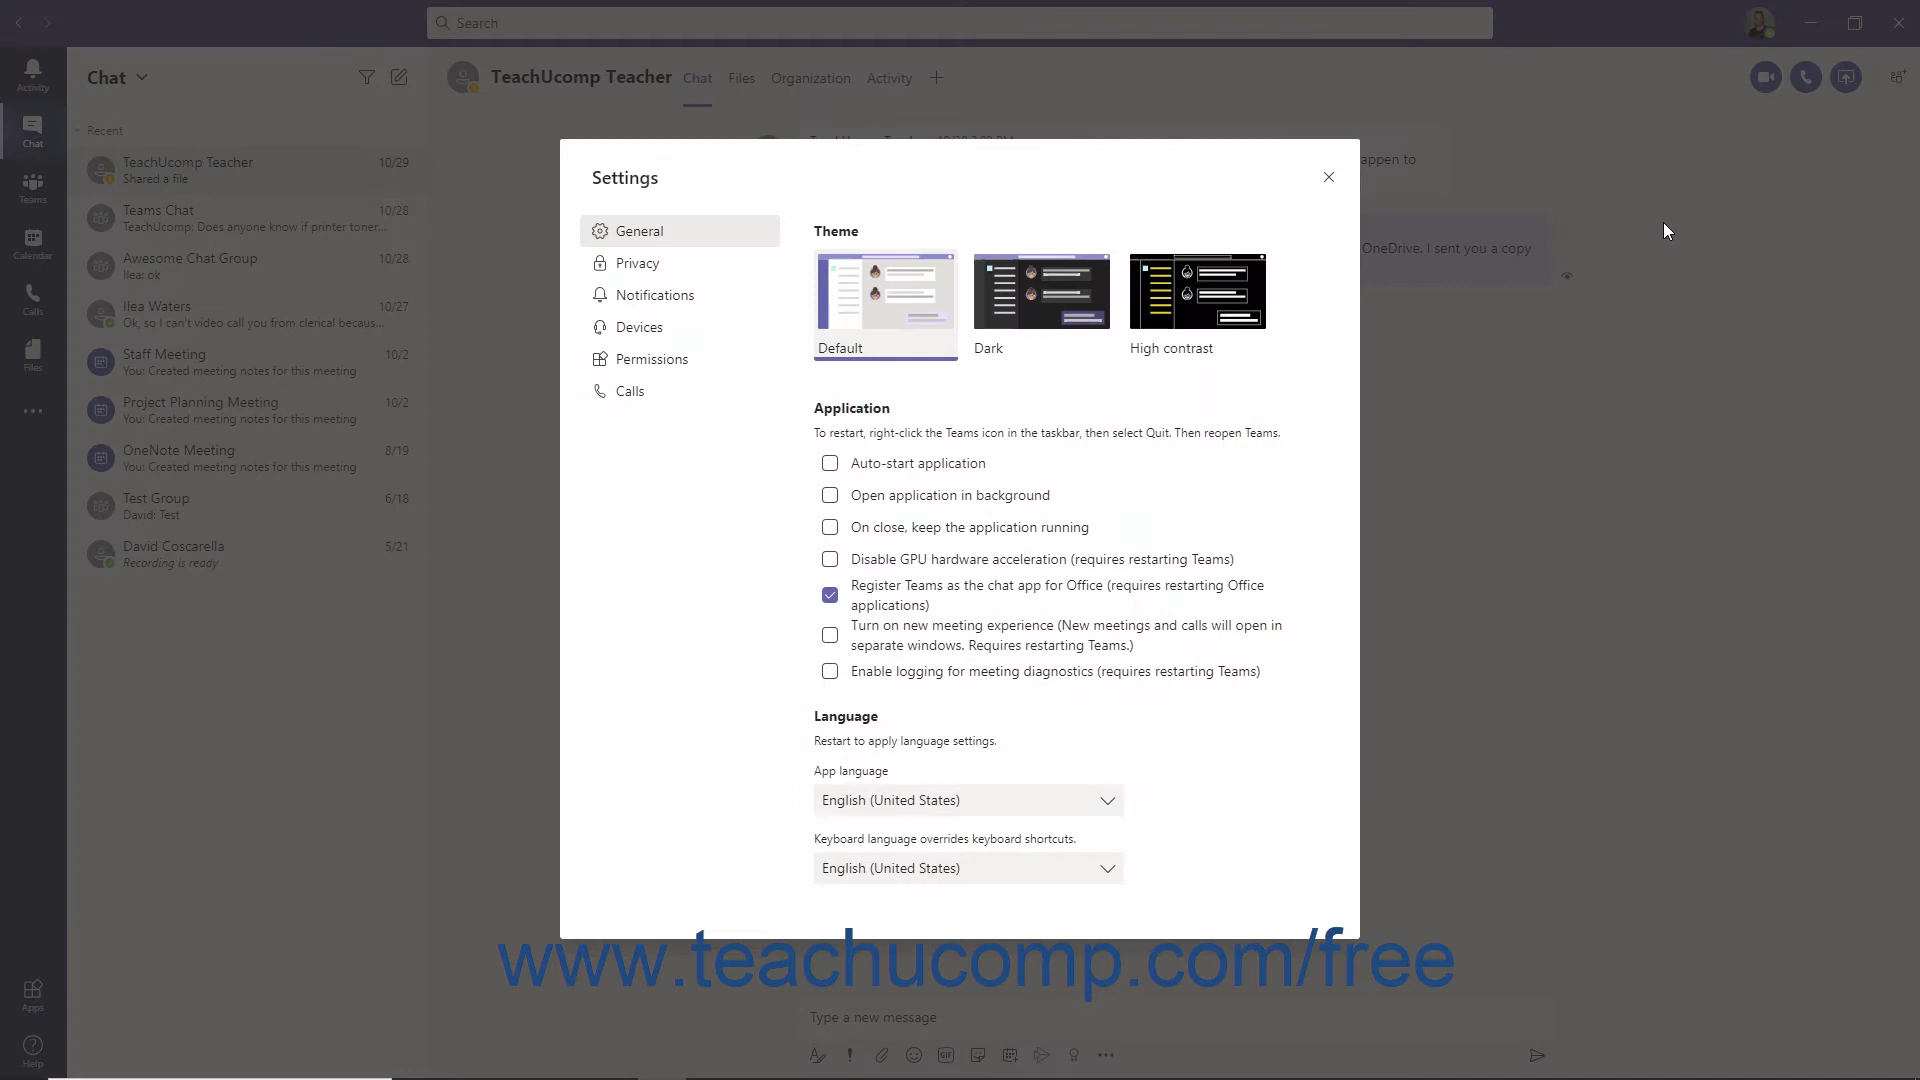 Search
Activity
Chat
Teams
Calendar
Calls
Files
Apps
Help
Chat
Recent
TeachUcomp Teacher 10/29
Shared a file
Teams Chat 10/28
TeachUcomp: Does anyone know if printer toner...
Awesome Chat Group 10/28
Ilea: ok
Ilea Waters 10/27
Ok, so I can't video call you from clerical becaus...
Staff Meeting 10/2
You: Created meeting notes for this meeting
Project Planning Meeting 10/2
You: Created meeting notes for this meeting
OneNote Meeting 8/19
You: Created meeting notes for this meeting
Test Group 6/18
David: Test
David Coscarella 5/21
Recording is ready
TeachUcomp Teacher Chat Files Organization Activity
appen to
OneDrive. I sent you a copy
Settings
General
Privacy
Notifications
Devices
Permissions
Calls
Theme
Default Dark High contrast
Application
To restart, right-click the Teams icon in the taskbar, then select Quit. Then reopen Teams.
Auto-start application
Open application in background
On close, keep the application running
Disable GPU hardware acceleration (requires restarting Teams)
Register Teams as the chat app for Office (requires restarting Office
applications)
Turn on new meeting experience (New meetings and calls will open in
separate windows. Requires restarting Teams.)
Enable logging for meeting diagnostics (requires restarting Teams)
Language
Restart to apply language settings.
App language
English (United States)
Keyboard language overrides keyboard shortcuts.
English (United States)
www.teachucomp.com/free
Type a new message
GIF